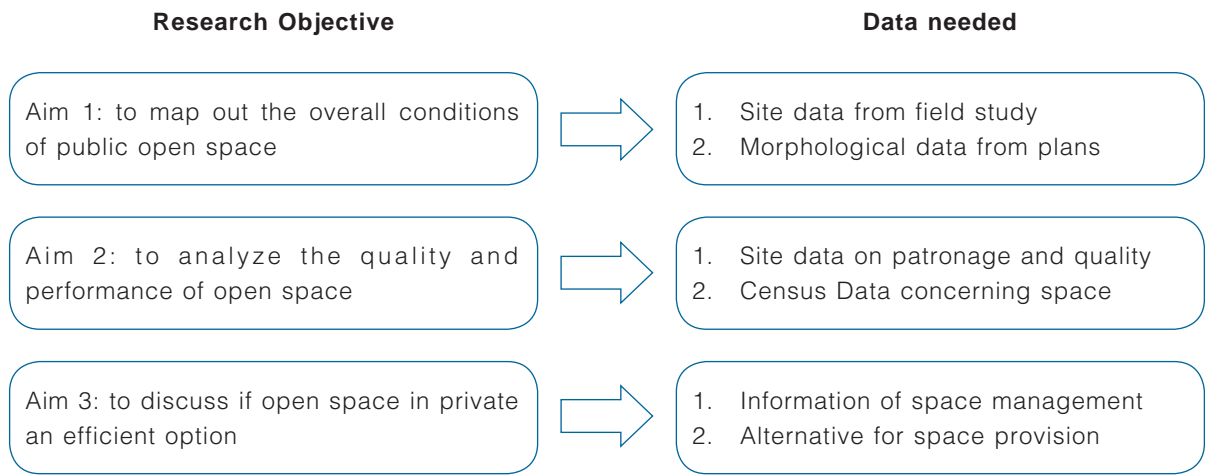 Research Objective
Data needed
Aim 1: to map out the overall conditions
of public open space
1. Site data from field study
2. Morphological data from plans
Aim 2: to analyze the quality and
performance of open space
1. Site data on patronage and quality
2. Census Data concerning space
Aim 3: to discuss if open space in private
an efficient option
1. Information of space management
2. Alternative for space provision